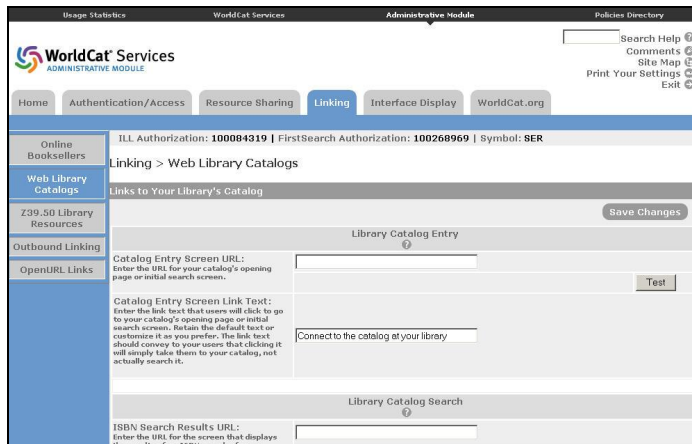 Usage Statistics WorldCat Services Administrative Module Policies Directory
Search Help
WorldCat Services
Comments
ADMINISTRATIVE MODULE
Site Map
Print Your Settings
Exit
Home Authentication/Access Resource Sharing Linking Interface Display WorldCat.org
ILL Authorization: 100084319 | FirstSearch Authorization: 100268969 | Symbol: SER
Online
Booksellers
Linking > Web Library Catalogs
Web Library
Catalogs
Links to Your Library's Catalog
Z39.50 Library
Resources
Save Changes
Outbound Linking
Library Catalog Entry
OpenURL Links
Catalog Entry Screen URL:
Enter the URL for your catalog's opening
page or initial search screen.
Test
Catalog Entry Screen Link Text:
Enter the link text that users will click to go
to your catalog's opening page or initial
search screen. Retain the default text or
customize it as you prefer. The link text
should convey to your users that clicking it
will simply take them to your catalog, not
actually search it.
Connect to the catalog at your library
Library Catalog Search
ISBN Search Results URL:
Enter the URL for the screen that displays